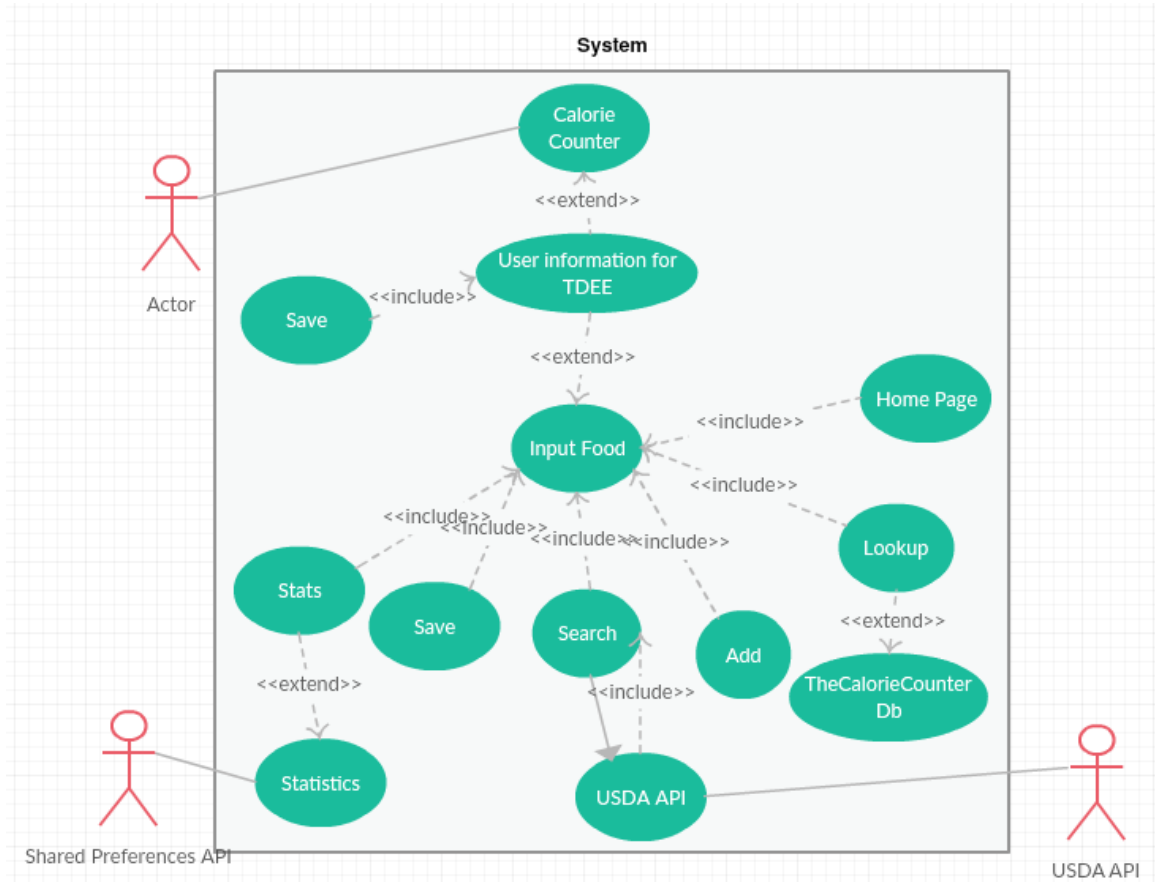 System
Calorie
Counter
<<extend>>
User information for
TDEE
<<include>>
Save
Actor
<<extend>>
Home Page
<<include>>
Input Food
<<include>>
<<include>>
<<include>>
<<include>>
<<include>>
Lookup
Stats
Save
Search
Add
<<extend>>
<<extend>>
<<include>>
TheCalorieCounter
Db
Statistics
USDA API
Shared Preferences API
USDA API